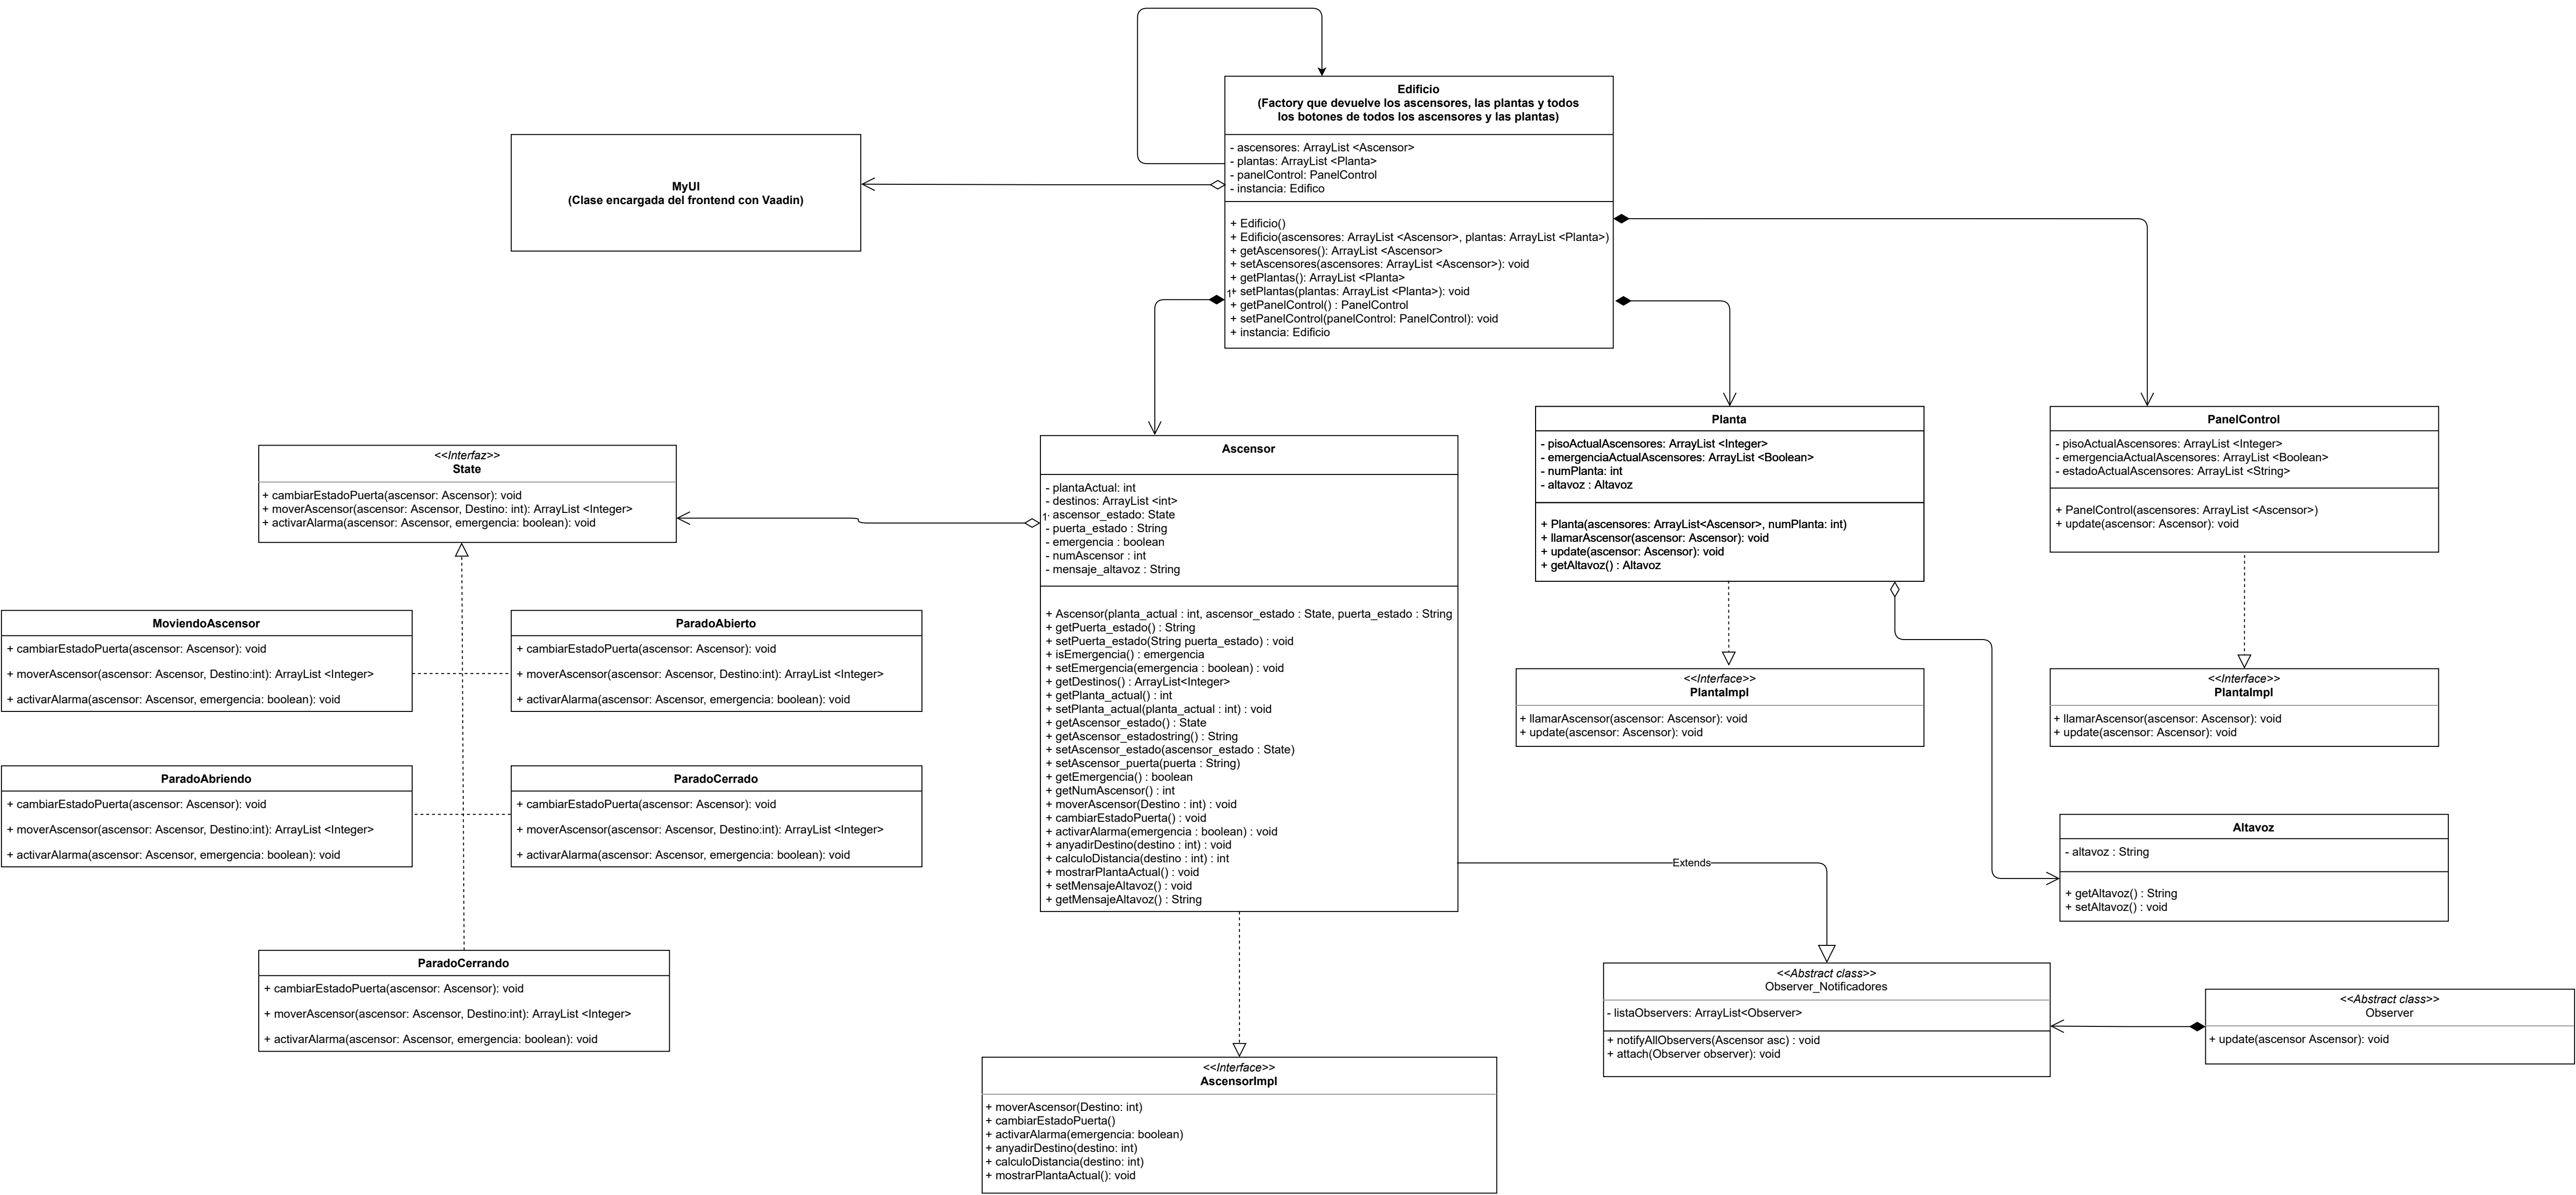 Edificio
(Factory que devuelve los ascensores, las plantas y todos
los botones de todos los ascensores y las plantas)
- ascensores: ArrayList <Ascensor>
- plantas: ArrayList <Planta>
- panelControl: PanelControl
- instancia: Edifico
+ Edificio()
+ Edificio(ascensores: ArrayList <Ascensor>, plantas: ArrayList <Planta>)
+ getAscensores(): ArrayList <Ascensor>
+ setAscensores(ascensores: ArrayList <Ascensor>): void
+ getPlantas(): ArrayList <Planta>
+ setPlantas(plantas: ArrayList <Planta>): void
+ getPanelControl() : PanelControl
+ setPanelControl(panelControl: PanelControl): void
+ instancia: Edificio
1
MyUI
(Clase encargada del frontend con Vaadin)
<<Interfaz>>
State
+ cambiarEstadoPuerta(ascensor: Ascensor): void
+ moverAscensor(ascensor: Ascensor, Destino: int): ArrayList <Integer>
+ activarAlarma(ascensor: Ascensor, emergencia: boolean): void
Ascensor
- plantaActual: int
- destinos: ArrayList <int>
- ascensor_estado: State
- puerta_estado : String
- emergencia : boolean
- numAscensor : int
- mensaje_altavoz : String
1
+ Ascensor(planta_actual : int, ascensor_estado : State, puerta_estado : String
+ getPuerta_estado() : String
+ setPuerta_estado(String puerta_estado) : void
+ isEmergencia() : emergencia
+ setEmergencia(emergencia : boolean) : void
+ getDestinos() : ArrayList<Integer>
+ getPlanta_actual() : int
+ setPlanta_actual(planta_actual : int) : void
+ getAscensor_estado() : State
+ getAscensor_estadostring() : String
+ setAscensor_estado(ascensor_estado : State)
+ setAscensor_puerta(puerta : String)
+ getEmergencia() : boolean
+ getNumAscensor() : int
+ moverAscensor(Destino : int) : void
+ cambiarEstadoPuerta() : void
+ activarAlarma(emergencia : boolean) : void
+ anyadirDestino(destino : int) : void
+ calculoDistancia(destino : int) : int
+ mostrarPlantaActual() : void
+ setMensajeAltavoz() : void
+ getMensajeAltavoz() : String
Planta
- pisoActualAscensores: ArrayList <Integer>
- emergenciaActualAscensores: ArrayList <Boolean>
- numPlanta: int
- altavoz : Altavoz
+ Planta(ascensores: ArrayList<Ascensor>, numPlanta: int)
+ llamarAscensor(ascensor: Ascensor): void
+ update(ascensor: Ascensor): void
+ getAltavoz() : Altavoz
PanelControl
- pisoActualAscensores: ArrayList <Integer>
- emergenciaActualAscensores: ArrayList <Boolean>
- estadoActualAscensores: ArrayList <String>
+ PanelControl(ascensores: ArrayList <Ascensor>)
+ update(ascensor: Ascensor): void
MoviendoAscensor
+ cambiarEstadoPuerta(ascensor: Ascensor): void
+ moverAscensor(ascensor: Ascensor, Destino:int): ArrayList <Integer>
+ activarAlarma(ascensor: Ascensor, emergencia: boolean): void
ParadoAbierto
+ cambiarEstadoPuerta(ascensor: Ascensor): void
+ moverAscensor(ascensor: Ascensor, Destino:int): ArrayList <Integer>
+ activarAlarma(ascensor: Ascensor, emergencia: boolean): void
<<Interface>>
PlantaImpl
+ llamarAscensor(ascensor: Ascensor): void
+ update(ascensor: Ascensor): void
<<Interface>>
PlantaImpl
+ llamarAscensor(ascensor: Ascensor): void
+ update(ascensor: Ascensor): void
ParadoAbriendo
+ cambiarEstadoPuerta(ascensor: Ascensor): void
+ moverAscensor(ascensor: Ascensor, Destino:int): ArrayList <Integer>
+ activarAlarma(ascensor: Ascensor, emergencia: boolean): void
ParadoCerrado
+ cambiarEstadoPuerta(ascensor: Ascensor): void
+ moverAscensor(ascensor: Ascensor, Destino:int): ArrayList <Integer>
+ activarAlarma(ascensor: Ascensor, emergencia: boolean): void
Altavoz
- altavoz : String
+ getAltavoz() : String
+ setAltavoz() : void
Extends
ParadoCerrando
+ cambiarEstadoPuerta(ascensor: Ascensor): void
+ moverAscensor(ascensor: Ascensor, Destino:int): ArrayList <Integer>
+ activarAlarma(ascensor: Ascensor, emergencia: boolean): void
<<Abstract class>>
Observer_Notificadores
- listaObservers: ArrayList<Observer>
+ notifyAllObservers(Ascensor asc) : void
+ attach(Observer observer): void
<<Abstract class>>
Observer
+ update(ascensor Ascensor): void
<<Interface>>
AscensorImpl
+ moverAscensor(Destino: int)
+ cambiarEstadoPuerta()
+ activarAlarma(emergencia: boolean)
+ anyadirDestino(destino: int)
+ calculoDistancia(destino: int)
+ mostrarPlantaActual(): void